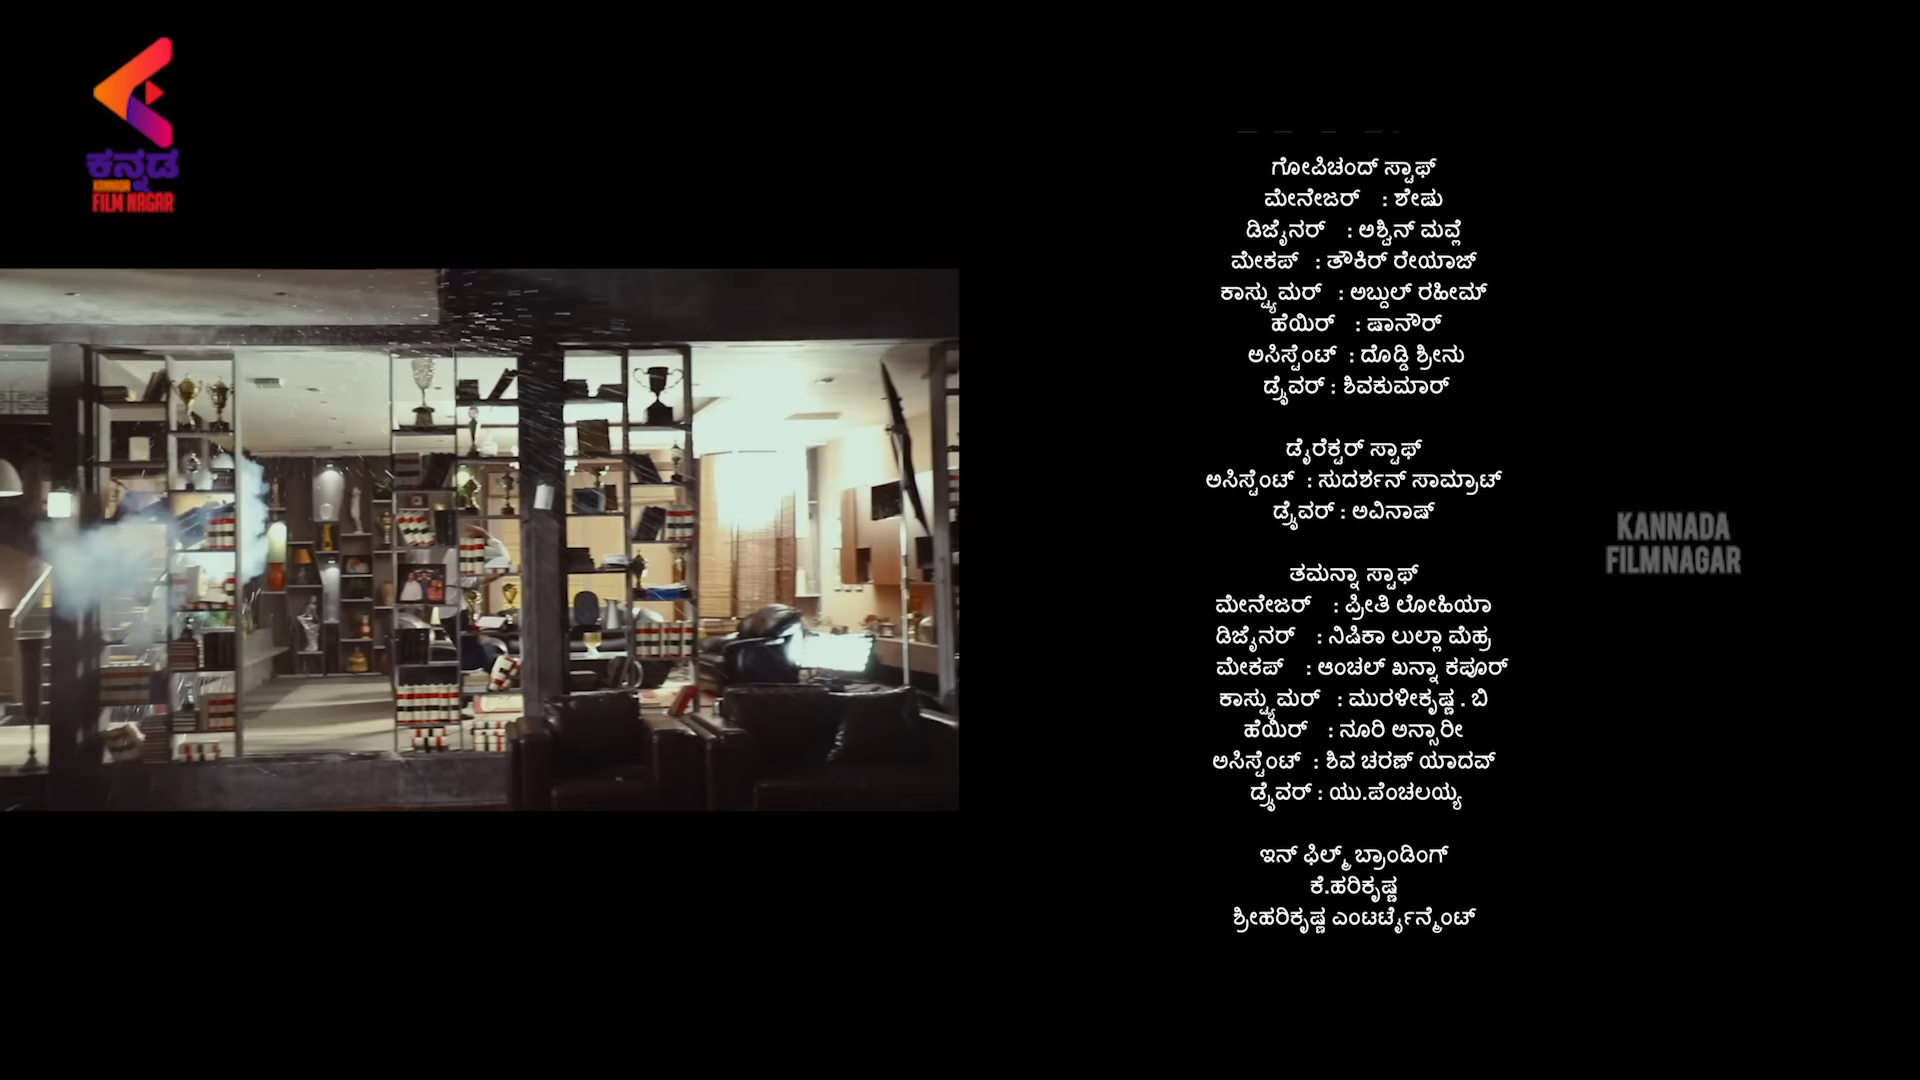 ಕನ್ನಡ
KANNADA
FILM NAGAR
ಗೋಪಿಚಂದ್ ಸ್ಟಾಫ್
ಮೇನೇಜರ್ : ಶೇಷು
ಡಿಜೈನರ್ : ಅಶ್ವಿನ್ ಮವ್ಲೆ
ಮೇಕಪ್ : ತೌಕಿರ್ ರೇಯಾಜ್
ಕಾಸ್ಟ್ಯುಮರ್ : ಅಬ್ದುಲ್ ರಹೀಮ್
ಹೆಯಿರ್ : ಷಾನೌರ್
ಅಸಿಸ್ಟೆಂಟ್ : ದೊಡ್ಡಿ ಶ್ರೀನು
ಡ್ರೈವರ್ : ಶಿವಕುಮಾರ್
ಡೈರೆಕ್ಟರ್ ಸ್ಟಾಫ್
ಅಸಿಸ್ಟೆಂಟ್ : ಸುದರ್ಶನ್ ಸಾಮ್ರಾಟ್
ಡ್ರೈವರ್ : ಅವಿನಾಷ್
ತಮನ್ನಾ ಸ್ಟಾಫ್
ಮೇನೇಜರ್ : ಪ್ರೀತಿ ಲೋಹಿಯಾ
ಡಿಜೈನರ್ : ನಿಷಿಕಾ ಲುಲ್ಲಾ ಮೆಹ್ರ
ಮೇಕಪ್ : ಆಂಚಲ್ ಖನ್ನಾ ಕಪೂರ್
ಕಾಸ್ಟ್ಯುಮರ್ : ಮುರಳೀಕೃಷ್ಣ . ಬಿ
ಹೆಯಿರ್ : ನೂರಿ ಅನ್ಸಾರೀ
ಅಸಿಸ್ಟೆಂಟ್ : ಶಿವ ಚರಣ್ ಯಾದವ್
ಡ್ರೈವರ್ : ಯು.ಪೆಂಚಲಯ್ಯ
ಇನ್ ಫಿಲ್ಮ್ ಬ್ರಾಂಡಿಂಗ್
ಕೆ.ಹರಿಕೃಷ್ಣ
ಶ್ರೀಹರಿಕೃಷ್ಣ ಎಂಟರ್ಟೈನ್ಮೆಂಟ್
KANNADA
FILMNAGAR